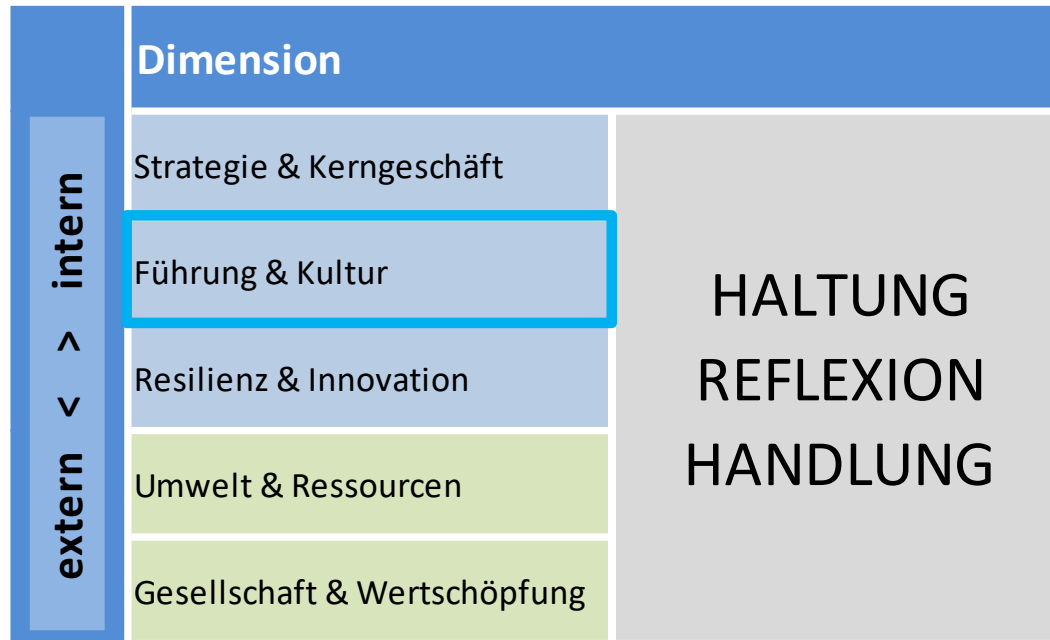 Dimension
extern < > intern
Strategie & Kerngeschäft
Führung & Kultur
Resilienz & Innovation
Umwelt & Ressourcen
Gesellschaft & Wertschöpfung
HALTUNG
REFLEXION
HANDLUNG